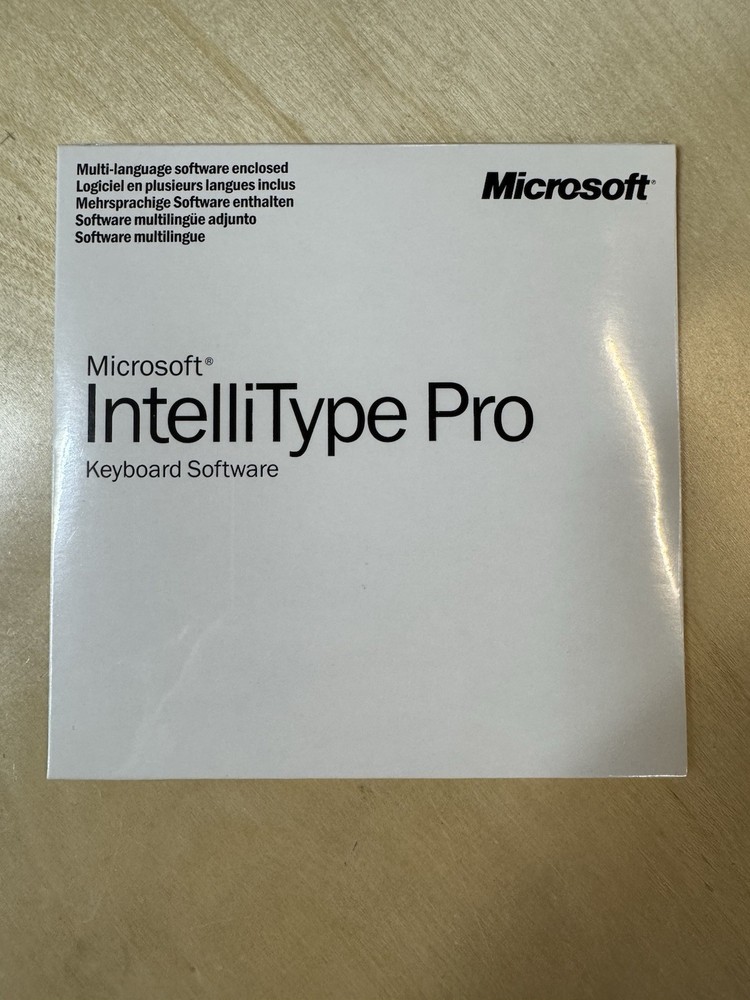 Multi-language software enclosed
Logiciel en plusieurs langues inclus
Mehrsprachige Software enthalten
Software multilingüe adjunto
Software multilingue
Microsoft®
Microsoft®
IntelliType Pro
Keyboard Software